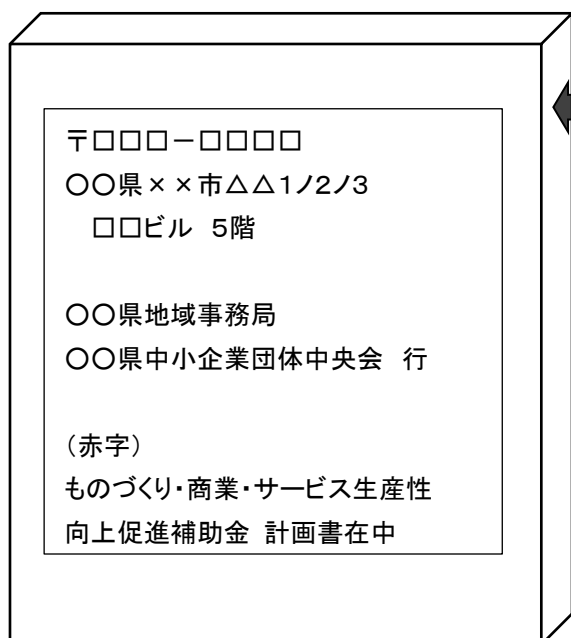 〒□□□－□□□□
○○県××市△△１ノ２ノ３
□□ビル ５階
○○県地域事務局
○○県中小企業団体中央会 行
（赤字）
ものづくり・商業・サービス生産性
向上促進補助金 計画書在中